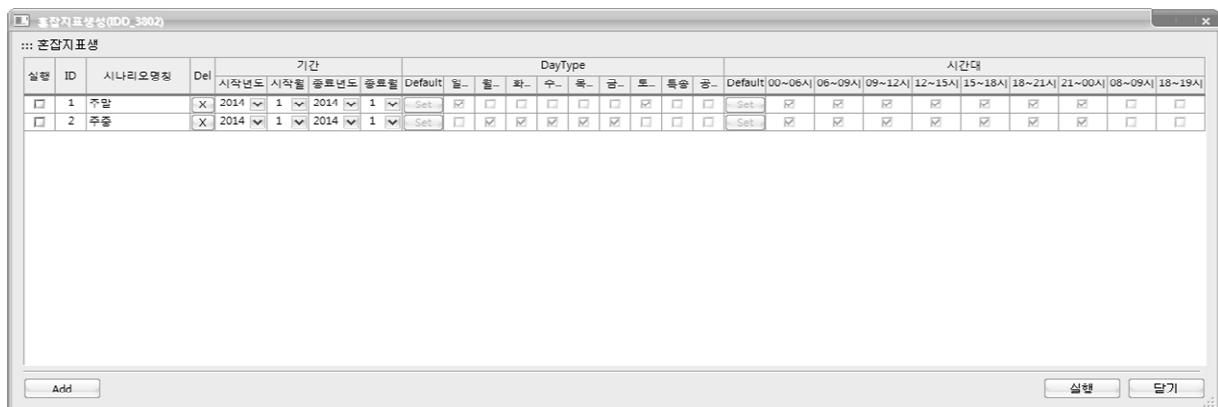 혼잡지표생성(IDD_3802)
::: 혼잡지표생
실행 ID 시나리오명칭 Del 기간 DayType 시간대
시작년도 시작월 종료년도 종료월 Default 일... 월... 화... 수... 목... 금... 토... 특송 공... Default 00~06시 06~09시 09~12시 12~15시 15~18시 18~21시 21~00시 08~09시 18~19시
1 주말 X 2014 1 2014 1 Set Set
2 주중 X 2014 1 2014 1 Set Set
Add 실행 닫기